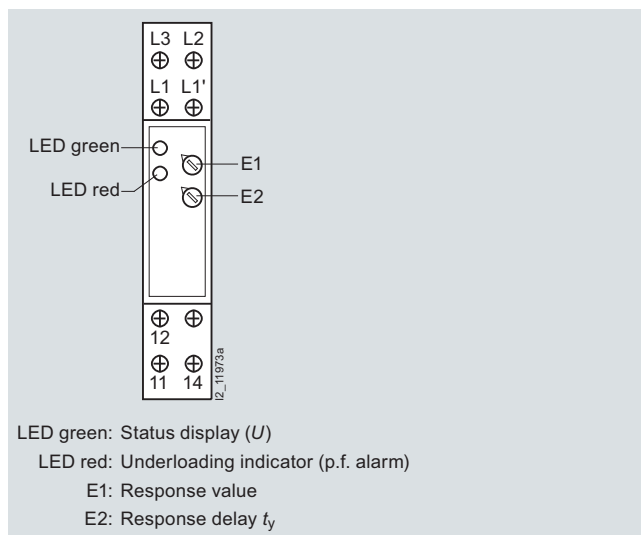 L3 L2
L1 L1'
LED green
E1
LED red
E2
12
11 14
I2_11973a
LED green: Status display (U)
LED red: Underloading indicator (p.f. alarm)
E1: Response value
E2: Response delay ty